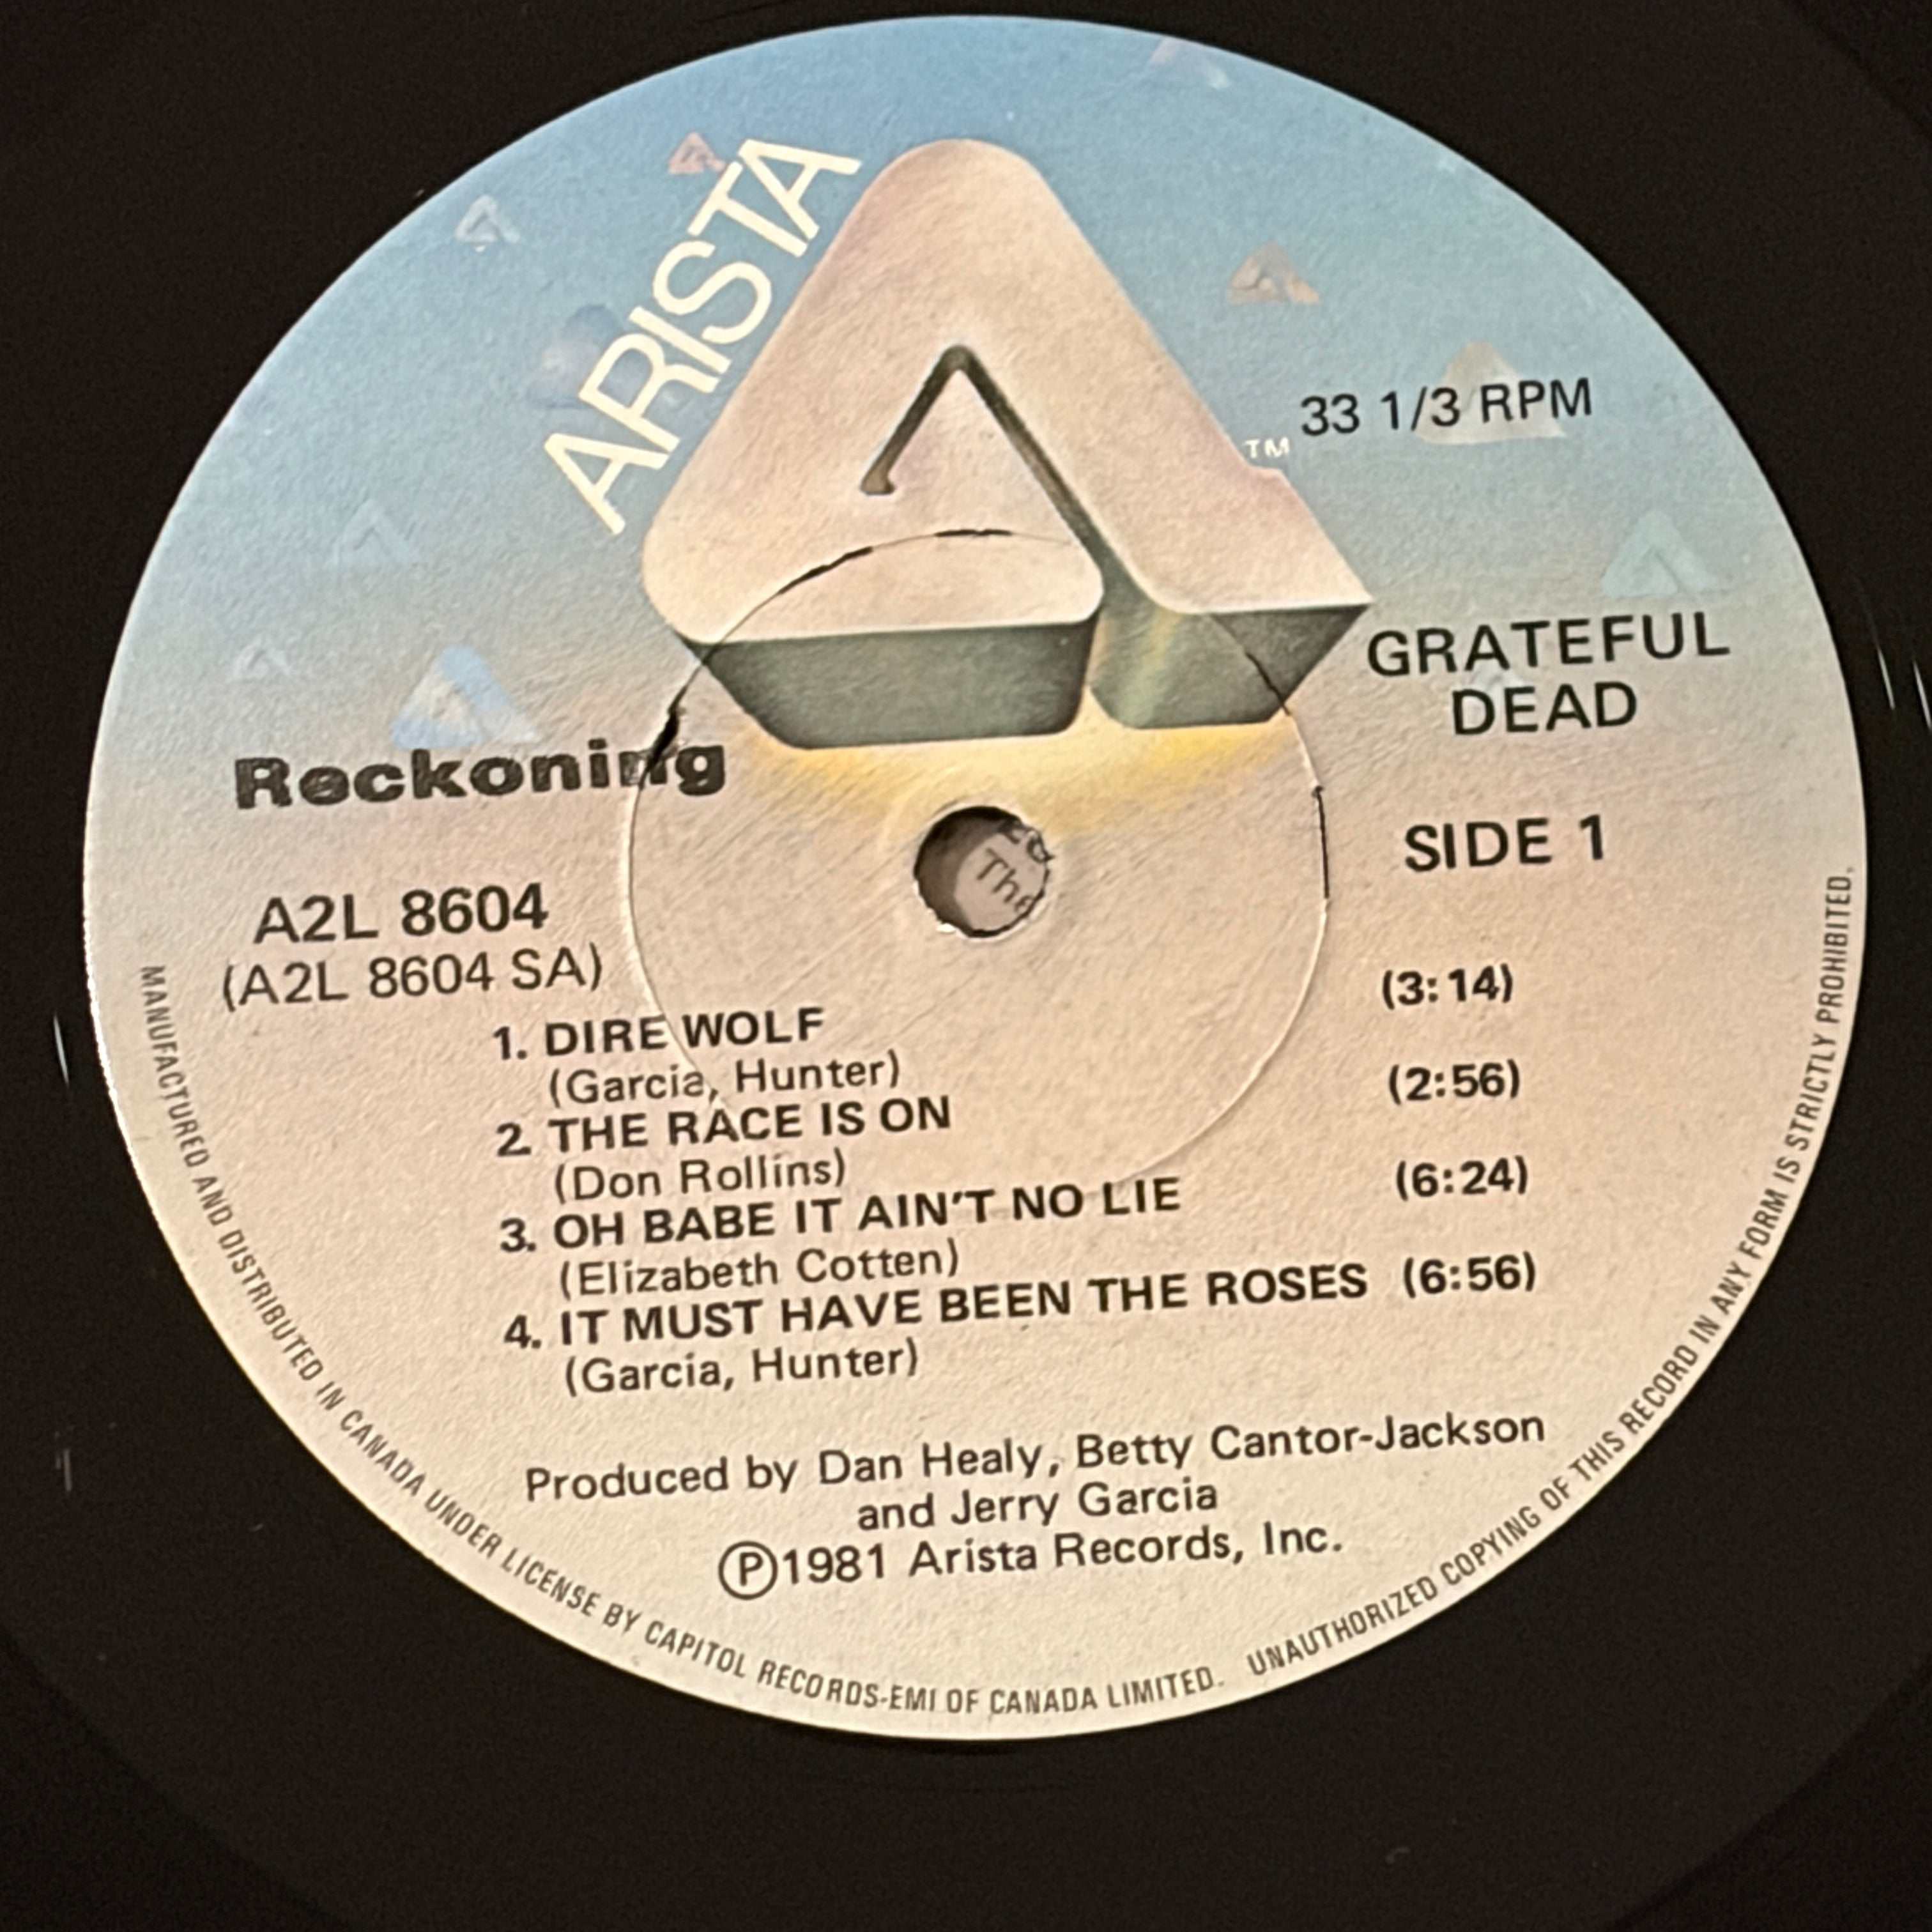 ARISTA
TM
33 1/3 RPM
GRATEFUL
DEAD
Reckoning
SIDE 1
A2L 8604
(A2L 8604 SA)
1. DIRE WOLF (3:14)
(Garcia, Hunter)
2. THE RACE IS ON (2:56)
(Don Rollins)
3. OH BABE IT AIN'T NO LIE (6:24)
(Elizabeth Cotten)
4. IT MUST HAVE BEEN THE ROSES (6:56)
(Garcia, Hunter)
Produced by Dan Healy, Betty Cantor-Jackson
and Jerry Garcia
Ⓟ1981 Arista Records, Inc.
MANUFACTURED AND DISTRIBUTED IN CANADA UNDER LICENSE BY CAPITOL RECORDS-EMI OF CANADA LIMITED. UNAUTHORIZED COPYING OF THIS RECORD IN ANY FORM IS STRICTLY PROHIBITED.